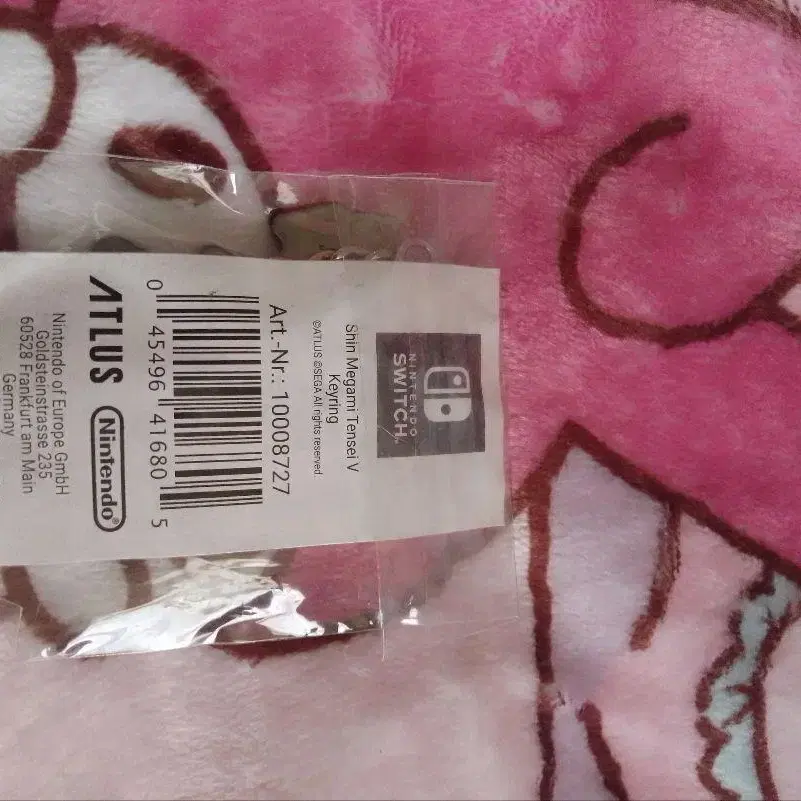 NINTENDO
SWITCH™
Shin Megami Tensei V
Keyring
©ATLUS ©SEGA All rights reserved.
Art.-Nr.: 10008727
0 45496 41680 5
ATLUS
Nintendo®
Nintendo of Europe GmbH
Goldsteinstrasse 235
60528 Frankfurt am Main
Germany